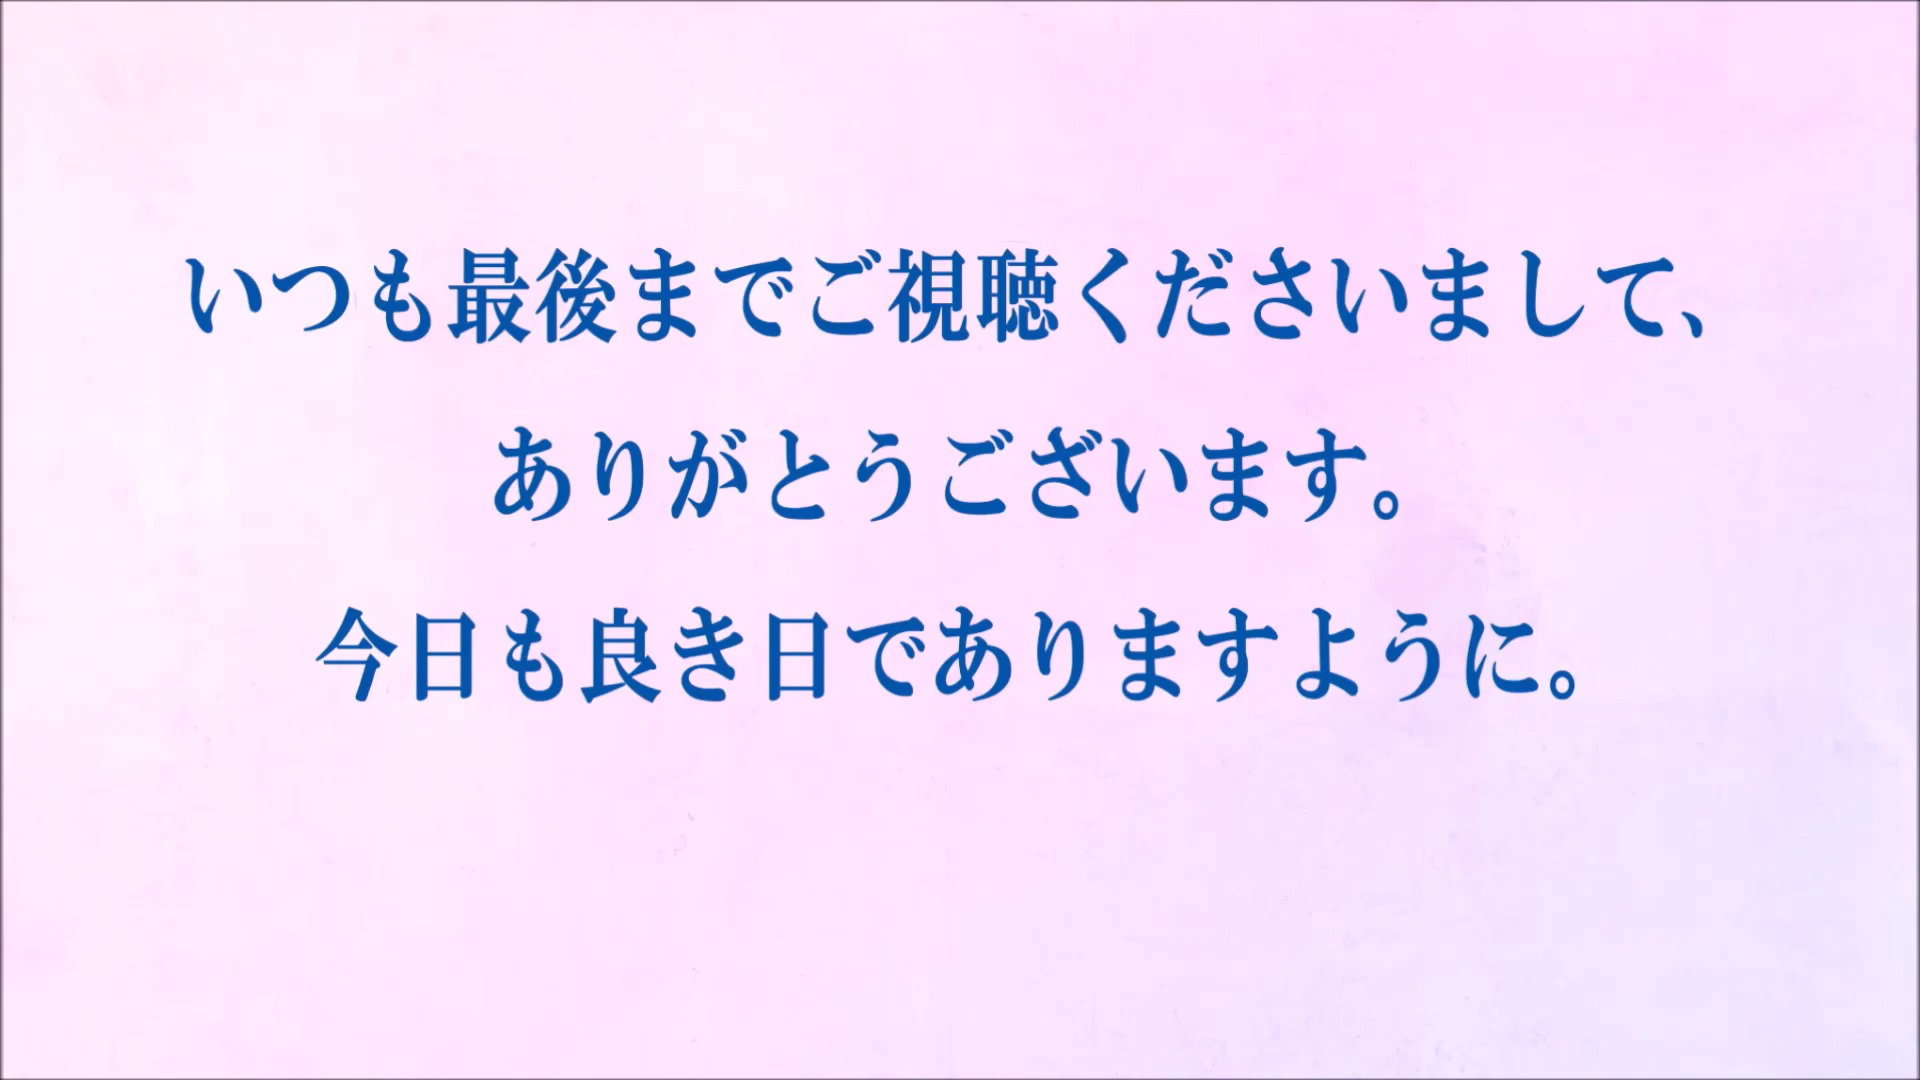 いつも最後までご視聴くださいまして、
ありがとうございます。
今日も良き日でありますように。